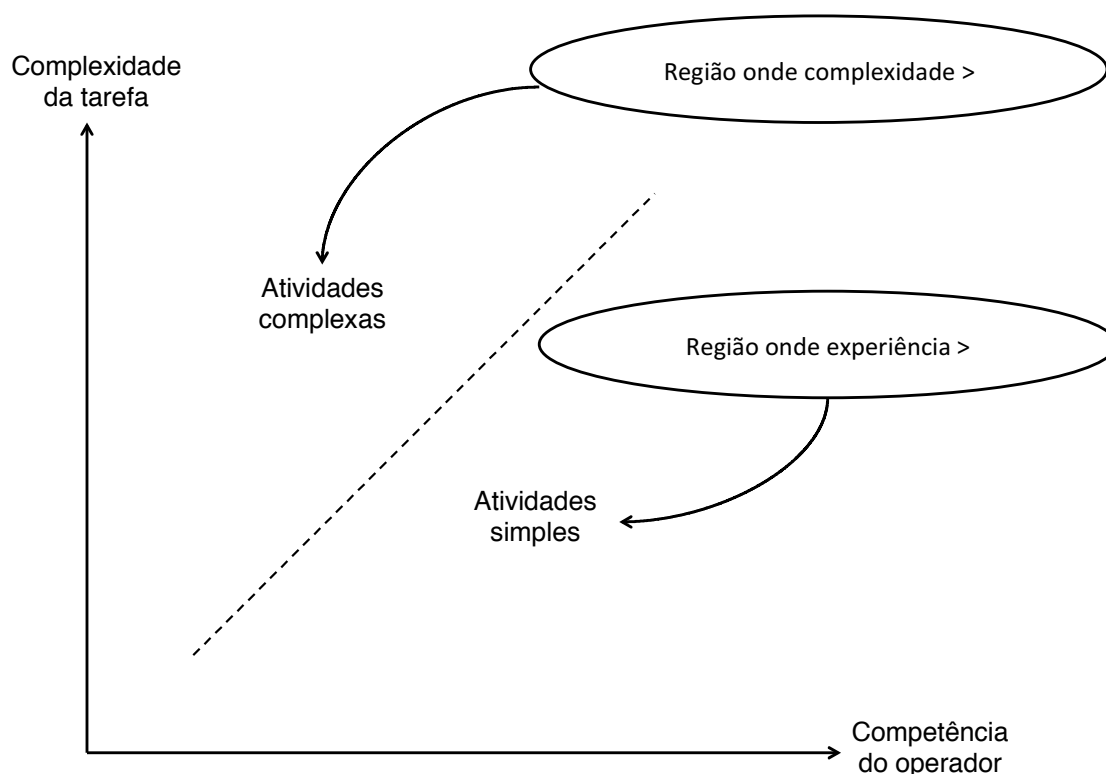 Região onde complexidade >
Complexidade
da tarefa
Atividades
complexas
Região onde experiência >
Atividades
simples
Competência
do operador